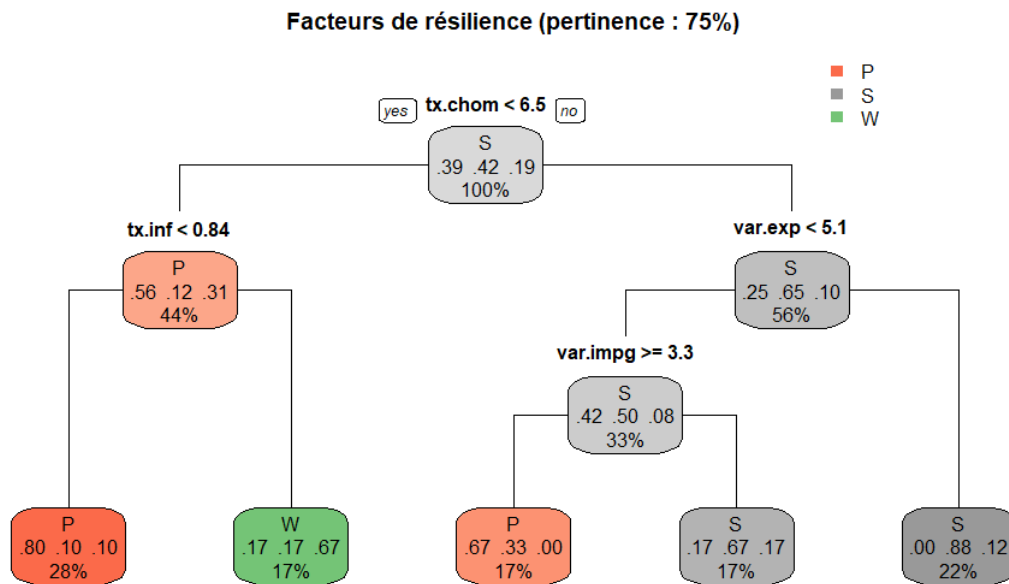 Facteurs de résilience (pertinence : 75%)
P
S
W
yes tx.chom < 6.5 no
S
.39 .42 .19
100%
tx.inf < 0.84
var.exp < 5.1
P
.56 .12 .31
44%
S
.25 .65 .10
56%
var.impg >= 3.3
S
.42 .50 .08
33%
P
.80 .10 .10
28%
W
.17 .17 .67
17%
P
.67 .33 .00
17%
S
.17 .67 .17
17%
S
.00 .88 .12
22%